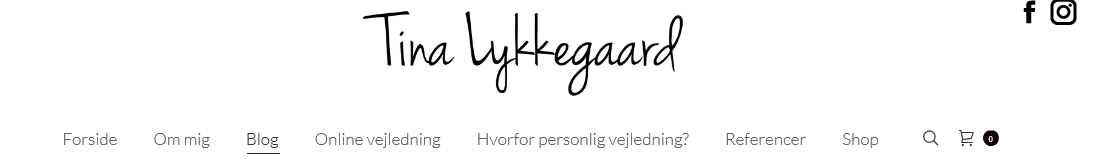 Tina Lykkegaard
Forside Om mig Blog Online vejledning Hvorfor personlig vejledning? Referencer Shop 0